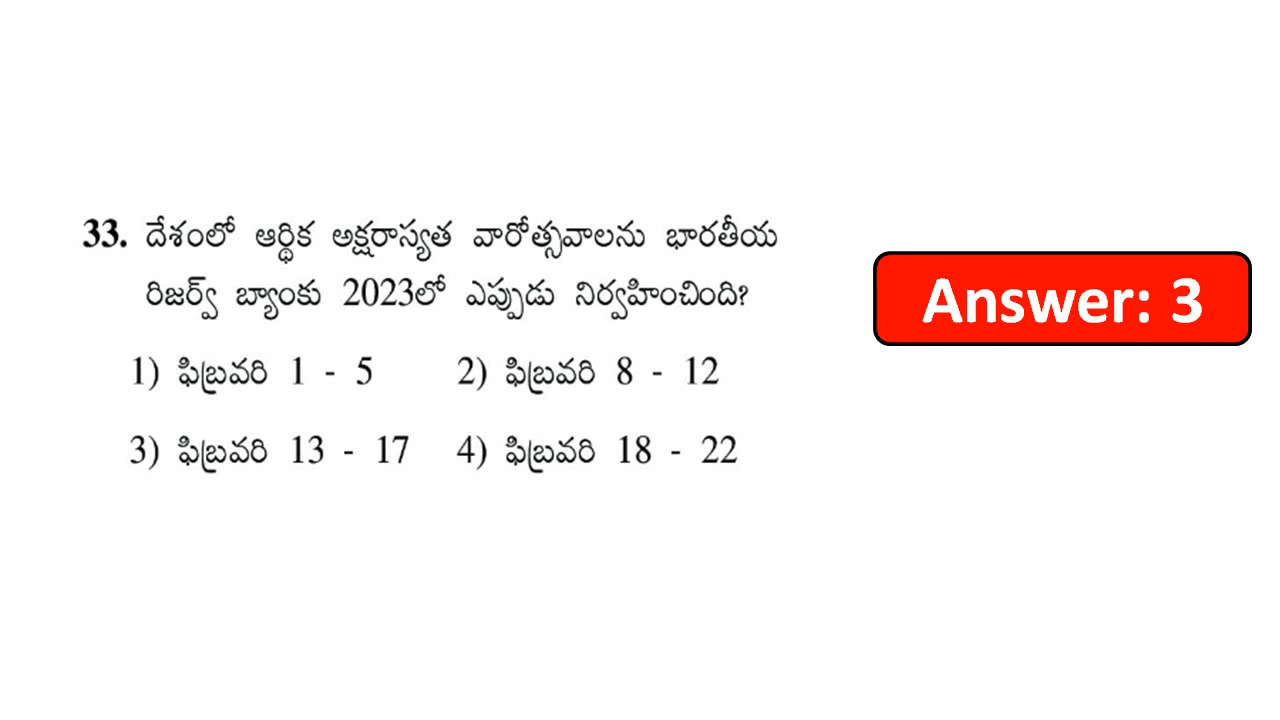 33. దేశంలో ఆర్థిక అక్షరాస్యత వారోత్సవాలను భారతీయ
రిజర్వ్ బ్యాంకు 2023లో ఎప్పుడు నిర్వహించింది?
1) ఫిబ్రవరి 1 - 5 2) ఫిబ్రవరి 8 - 12
3) ఫిబ్రవరి 13 - 17 4) ఫిబ్రవరి 18 - 22
Answer: 3